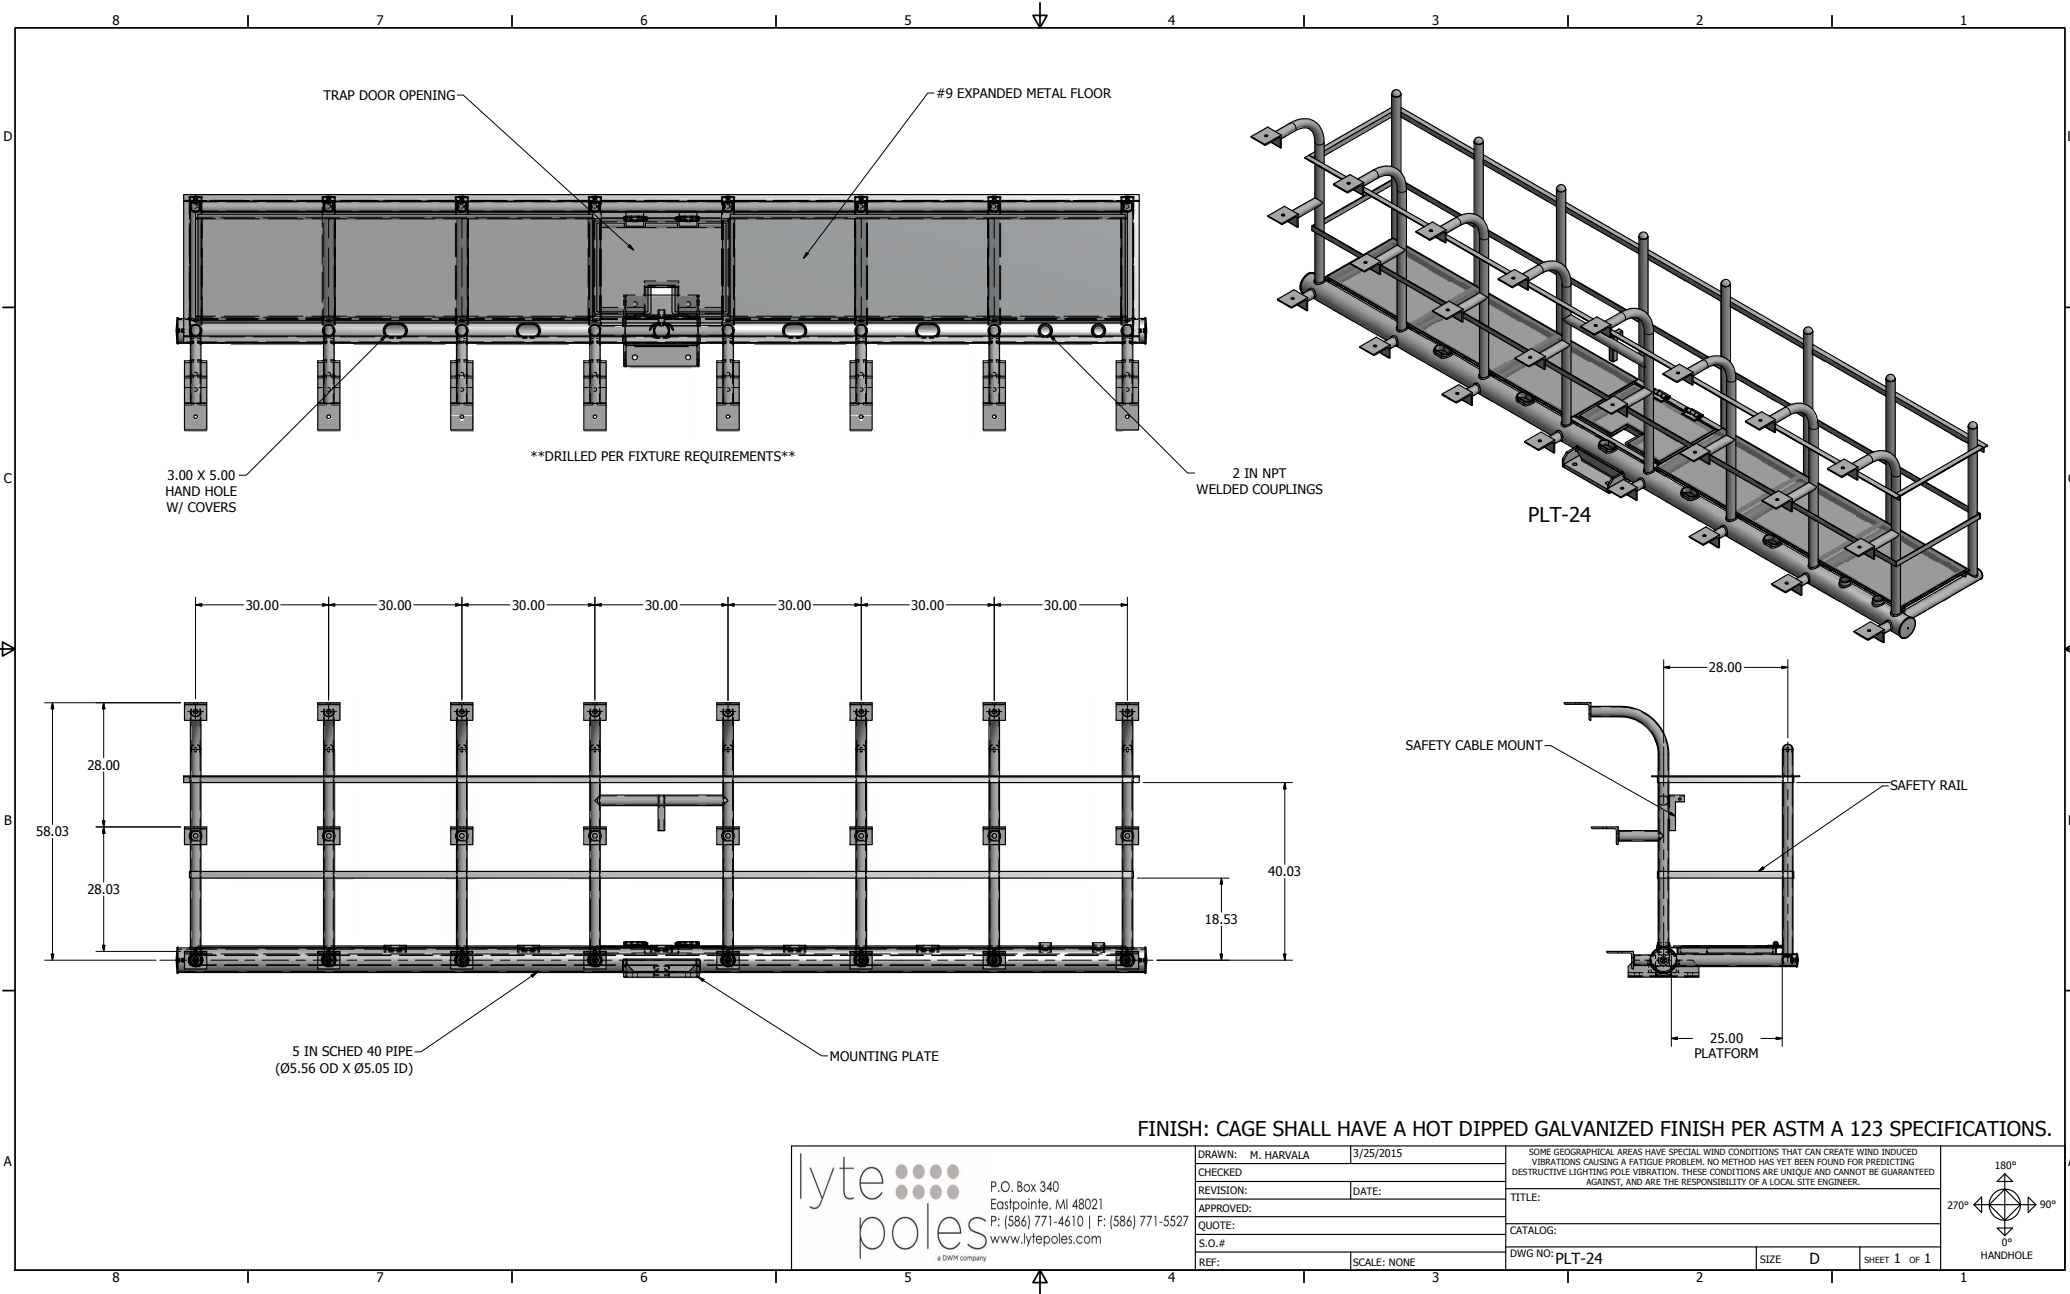 8 7 6 5 4 3 2 1
D
C
B
A
TRAP DOOR OPENING
#9 EXPANDED METAL FLOOR
**DRILLED PER FIXTURE REQUIREMENTS**
3.00 X 5.00
HAND HOLE
W/ COVERS
2 IN NPT
WELDED COUPLINGS
PLT-24
30.00 30.00 30.00 30.00 30.00 30.00 30.00
28.00
58.03
28.03
40.03
18.53
5 IN SCHED 40 PIPE
(Ø5.56 OD X Ø5.05 ID)
MOUNTING PLATE
28.00
SAFETY CABLE MOUNT
SAFETY RAIL
25.00
PLATFORM
FINISH: CAGE SHALL HAVE A HOT DIPPED GALVANIZED FINISH PER ASTM A 123 SPECIFICATIONS.
lyte
poles
a DWM company
P.O. Box 340
Eastpointe, MI 48021
P: (586) 771-4610 | F: (586) 771-5527
www.lytepoles.com
DRAWN: M. HARVALA 3/25/2015
CHECKED
REVISION: DATE:
APPROVED:
QUOTE:
S.O.#
REF: SCALE: NONE
SOME GEOGRAPHICAL AREAS HAVE SPECIAL WIND CONDITIONS THAT CAN CREATE WIND INDUCED
VIBRATIONS CAUSING A FATIGUE PROBLEM. NO METHOD HAS YET BEEN FOUND FOR PREDICTING
DESTRUCTIVE LIGHTING POLE VIBRATION. THESE CONDITIONS ARE UNIQUE AND CANNOT BE GUARANTEED
AGAINST, AND ARE THE RESPONSIBILITY OF A LOCAL SITE ENGINEER.
TITLE:
CATALOG:
DWG NO: PLT-24 SIZE D SHEET 1 OF 1
180°
270° 90°
0°
HANDHOLE
8 7 6 5 4 3 2 1